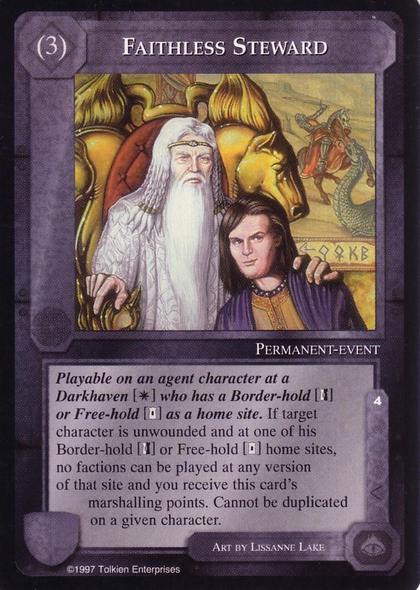 (3)
FAITHLESS STEWARD
PERMANENT-EVENT
Playable on an agent character at a
Darkhaven [✶] who has a Border-hold [ ]
or Free-hold [ ] as a home site. If target
character is unwounded and at one of his
Border-hold [ ] or Free-hold [ ] home sites,
no factions can be played at any version
of that site and you receive this card's
marshalling points. Cannot be duplicated
on a given character.
4
ART BY LISSANNE LAKE
©1997 Tolkien Enterprises